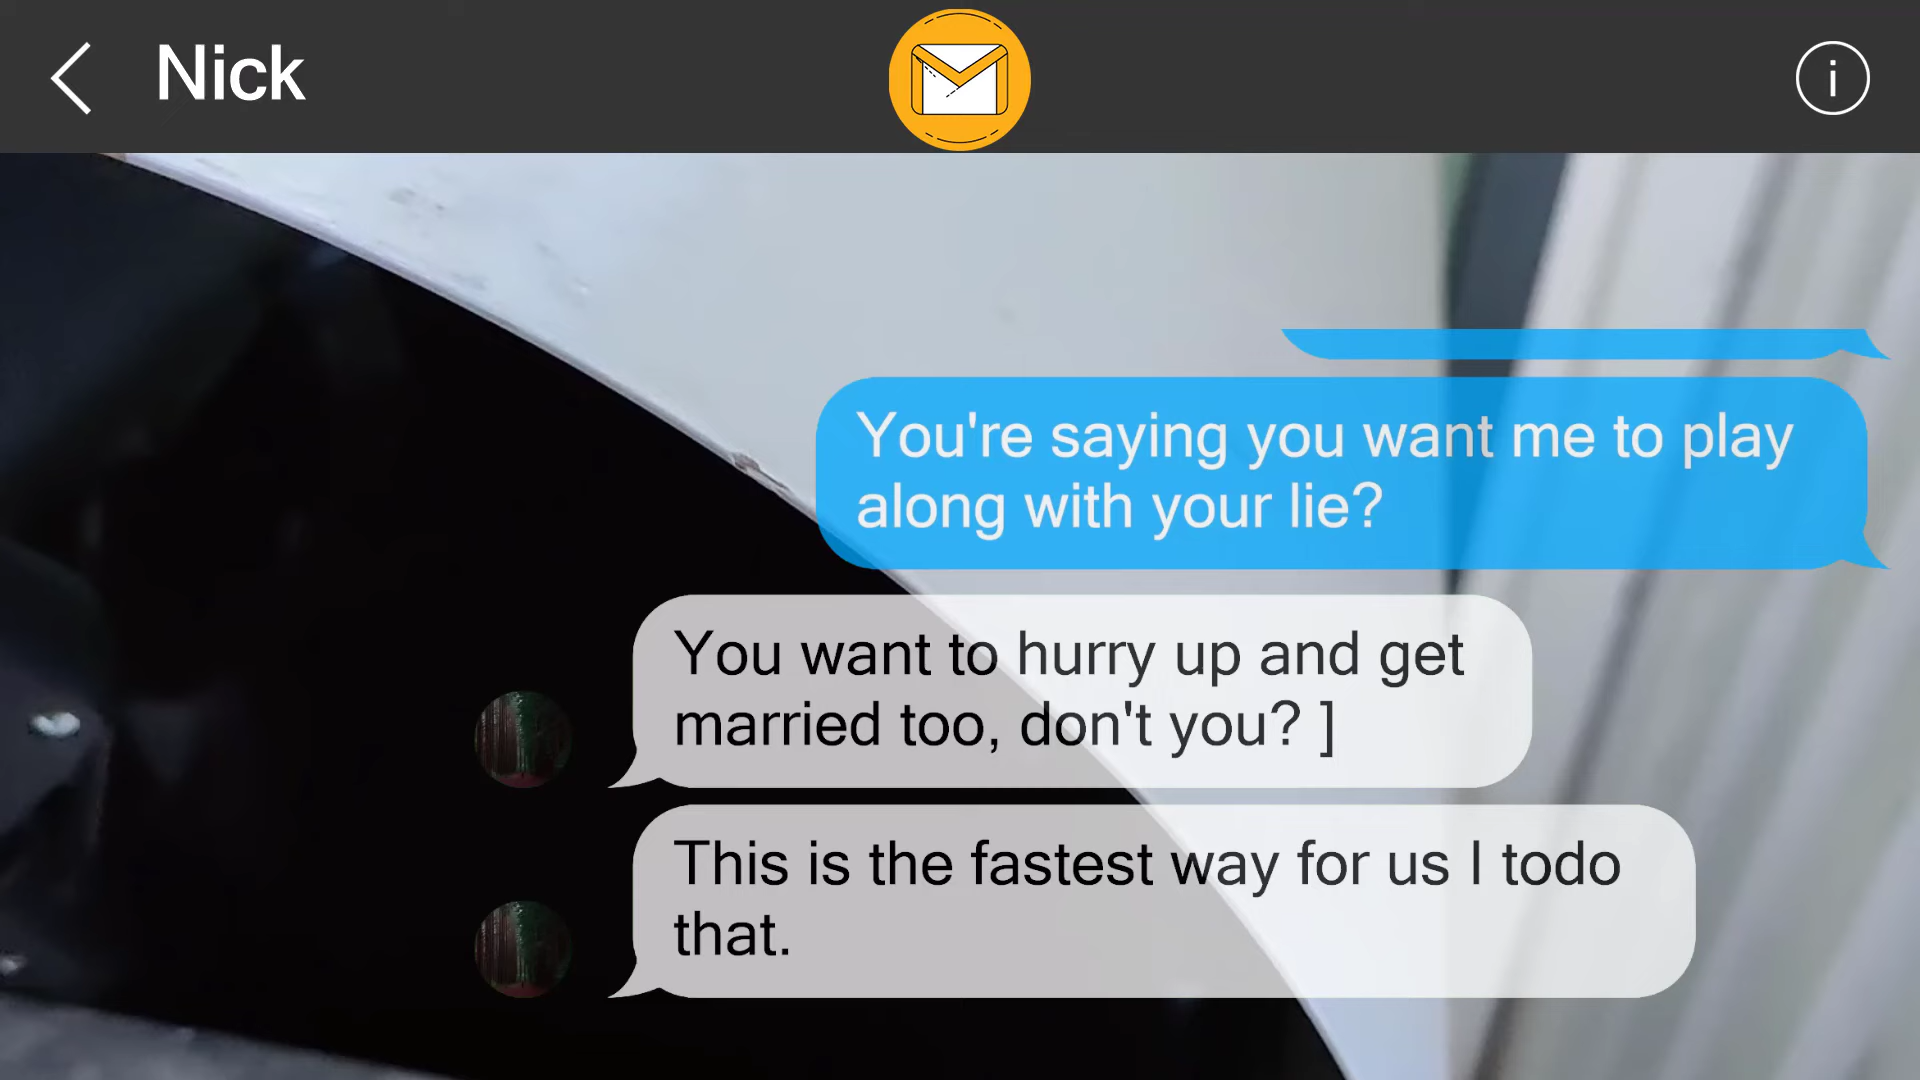 Nick
You're saying you want me to play
along with your lie?
You want to hurry up and get
married too, don't you? ]
This is the fastest way for us I todo
that.